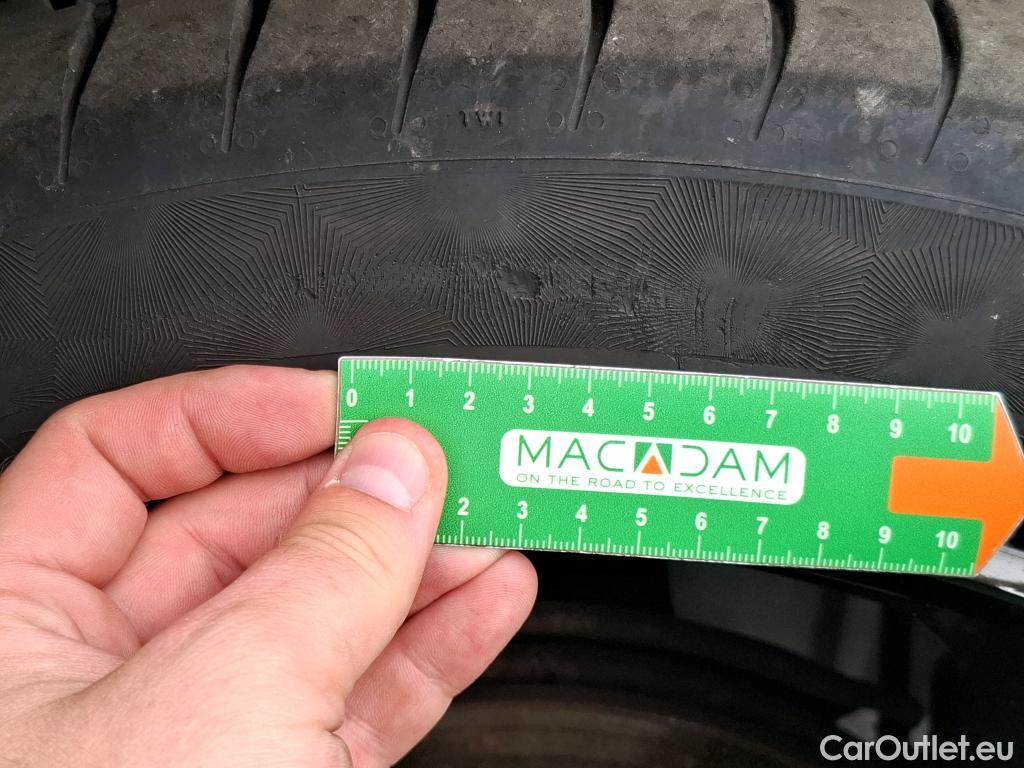 TWI
0 1 2 3 4 5 6 7 8 9 10
MACADAM
ON THE ROAD TO EXCELLENCE
2 3 4 5 6 7 8 9 10
CarOutlet.eu